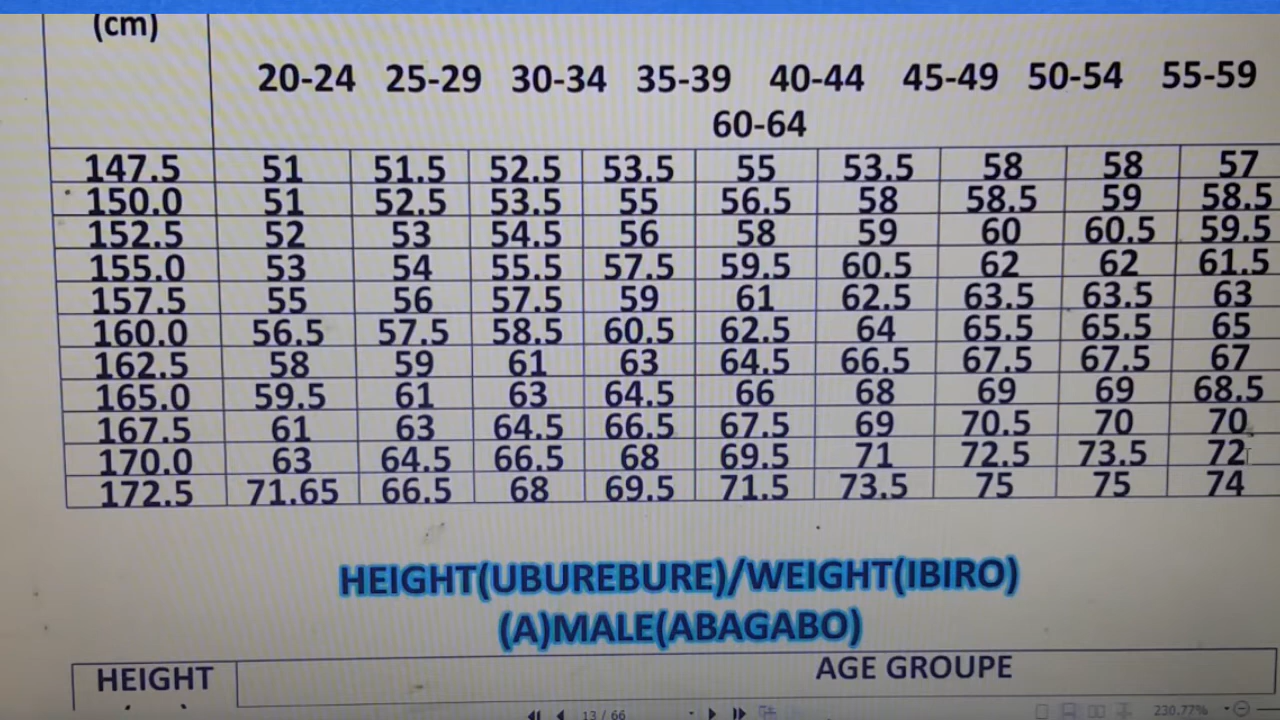 (cm)
20-24 25-29 30-34 35-39 40-44 45-49 50-54 55-59
60-64
147.5 51 51.5 52.5 53.5 55 53.5 58 58 57
150.0 51 52.5 53.5 55 56.5 58 58.5 59 58.5
152.5 52 53 54.5 56 58 59 60 60.5 59.5
155.0 53 54 55.5 57.5 59.5 60.5 62 62 61.5
157.5 55 56 57.5 59 61 62.5 63.5 63.5 63
160.0 56.5 57.5 58.5 60.5 62.5 64 65.5 65.5 65
162.5 58 59 61 63 64.5 66.5 67.5 67.5 67
165.0 59.5 61 63 64.5 66 68 69 69 68.5
167.5 61 63 64.5 66.5 67.5 69 70.5 70 70
170.0 63 64.5 66.5 68 69.5 71 72.5 73.5 72
172.5 71.65 66.5 68 69.5 71.5 73.5 75 75 74
HEIGHT(UBUREBURE)/WEIGHT(IBIRO)
(A)MALE(ABAGABO)
HEIGHT AGE GROUPE
13 / 66 230.77%